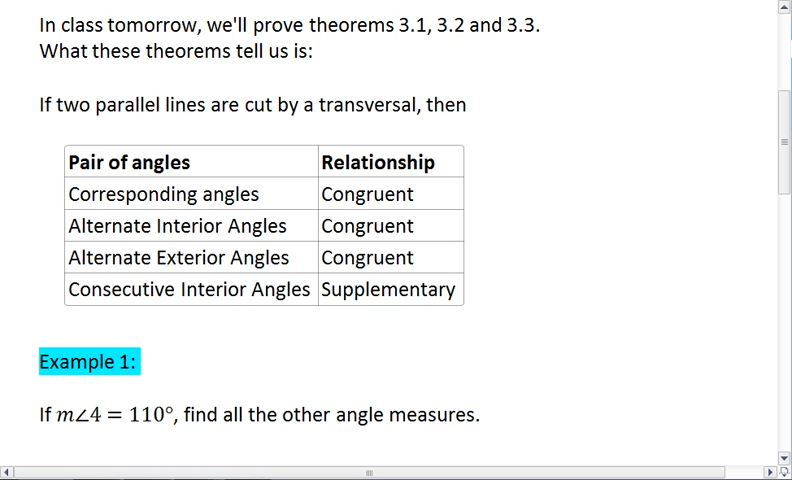 In class tomorrow, we'll prove theorems 3.1, 3.2 and 3.3.
What these theorems tell us is:
If two parallel lines are cut by a transversal, then
Pair of angles Relationship
Corresponding angles Congruent
Alternate Interior Angles Congruent
Alternate Exterior Angles Congruent
Consecutive Interior Angles Supplementary
Example 1:
If m∠4 = 110°, find all the other angle measures.